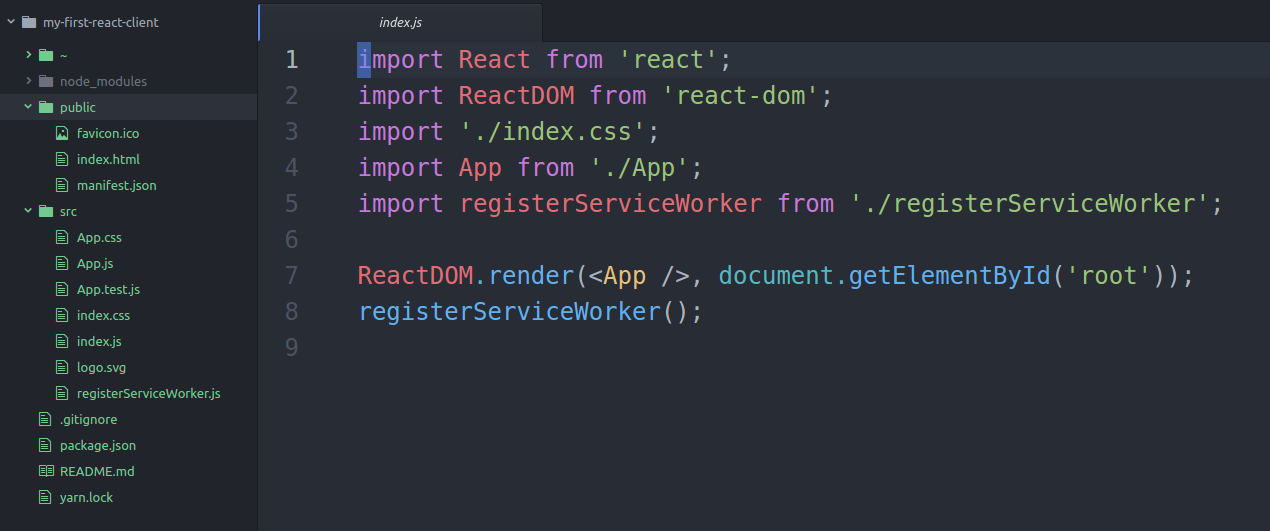 my-first-react-client
~
node_modules
public
favicon.ico
index.html
manifest.json
src
App.css
App.js
App.test.js
index.css
index.js
logo.svg
registerServiceWorker.js
.gitignore
package.json
README.md
yarn.lock
index.js
1 import React from 'react';
2 import ReactDOM from 'react-dom';
3 import './index.css';
4 import App from './App';
5 import registerServiceWorker from './registerServiceWorker';
6
7 ReactDOM.render(<App />, document.getElementById('root'));
8 registerServiceWorker();
9